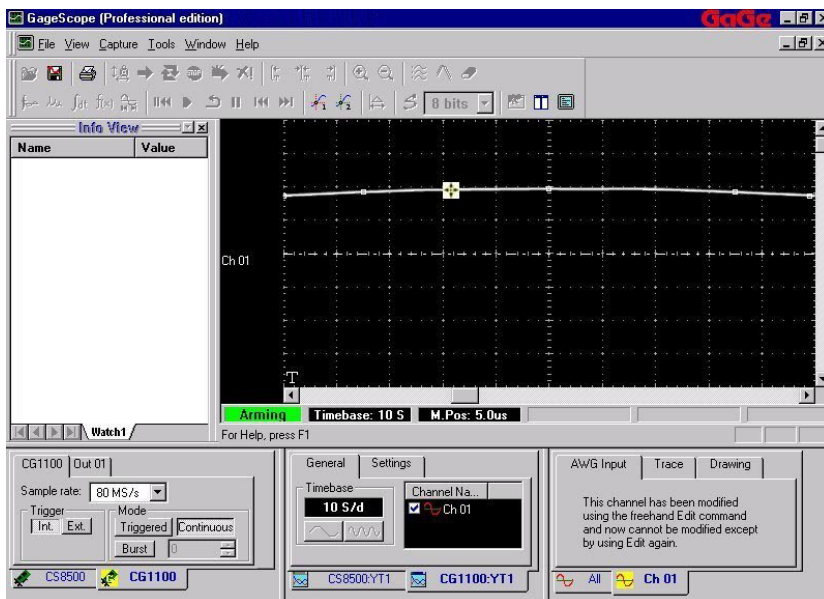 GageScope (Professional edition)
GaGe
File View Capture Tools Window Help
8 bits
Info View
Name Value
Watch1
Ch 01
T
Arming Timebase: 10 S M.Pos: 5.0us
For Help, press F1
CG1100 Out 01
Sample rate: 80 MS/s
Trigger
Int. Ext.
Mode
Triggered Continuous
Burst 0
CS8500 CG1100
General Settings
Timebase
10 S/d
Channel Na...
Ch 01
CS8500:YT1 CG1100:YT1
AWG Input Trace Drawing
This channel has been modified
using the freehand Edit command
and now cannot be modified except
by using Edit again.
All Ch 01